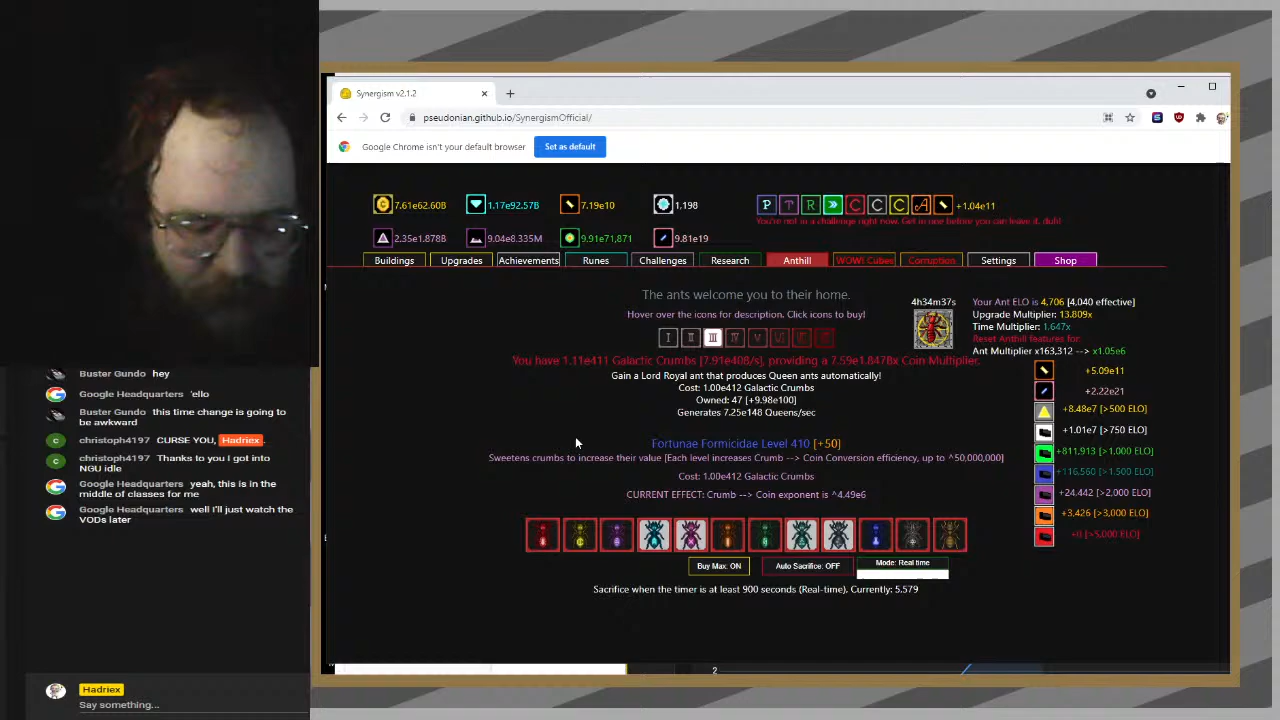 Synergism v2.1.2
pseudonian.github.io/SynergismOfficial/
Google Chrome isn't your default browser Set as default
7.61e62.60B 1.17e92.57B 7.19e10 1,198 P T R C C C A +1.04e11
You're not in a challenge right now. Get in one before you can leave it, duh!
2.35e1.878B 9.04e8.335M 9.91e71,871 9.81e19
Buildings Upgrades Achievements Runes Challenges Research Anthill WOW! Cubes Corruption Settings Shop
The ants welcome you to their home.
Hover over the icons for description. Click icons to buy!
I II III IV V VI VII VIII
You have 1.11e411 Galactic Crumbs [7.91e408/s], providing a 7.59e1.847B x Coin Multiplier.
Gain a Lord Royal ant that produces Queen ants automatically!
Cost: 1.00e412 Galactic Crumbs
Owned: 47 [+9.98e100]
Generates 7.25e148 Queens/sec
Fortunae Formicidae Level 410 [+50]
Sweetens crumbs to increase their value [Each level increases Crumb --> Coin Conversion efficiency, up to ^50,000,000]
Cost: 1.00e412 Galactic Crumbs
CURRENT EFFECT: Crumb --> Coin exponent is ^4.49e6
Buy Max: ON Auto Sacrifice: OFF Mode: Real time
Sacrifice when the timer is at least 900 seconds (Real-time). Currently: 5.579
4h34m37s
Your Ant ELO is 4,706 [4,040 effective]
Upgrade Multiplier: 13.809x
Time Multiplier: 1.647x
Reset Anthill features for:
Ant Multiplier x163,312 --> x1.05e6
+5.09e11
+2.22e21
+8.48e7 [>500 ELO]
+1.01e7 [>750 ELO]
+811,913 [>1,000 ELO]
+116,560 [>1,500 ELO]
+24,442 [>2,000 ELO]
+3,426 [>3,000 ELO]
+0 [>5,000 ELO]
2
Buster Gundo hey
Google Headquarters 'ello
Buster Gundo this time change is going to
be awkward
christoph4197 CURSE YOU, Hadriex.
christoph4197 Thanks to you I got into
NGU idle
Google Headquarters yeah, this is in the
middle of classes for me
Google Headquarters well I'll just watch the
VODs later
Hadriex
Say something...